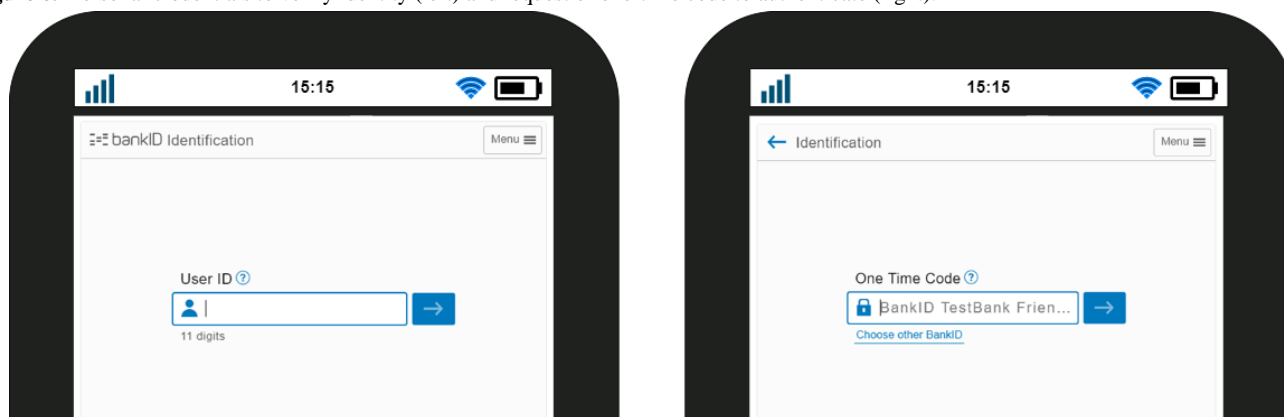 15:15
bankID Identification
Menu
User ID ?
11 digits
15:15
Identification
Menu
One Time Code ?
BankID TestBank Frien...
Choose other BankID